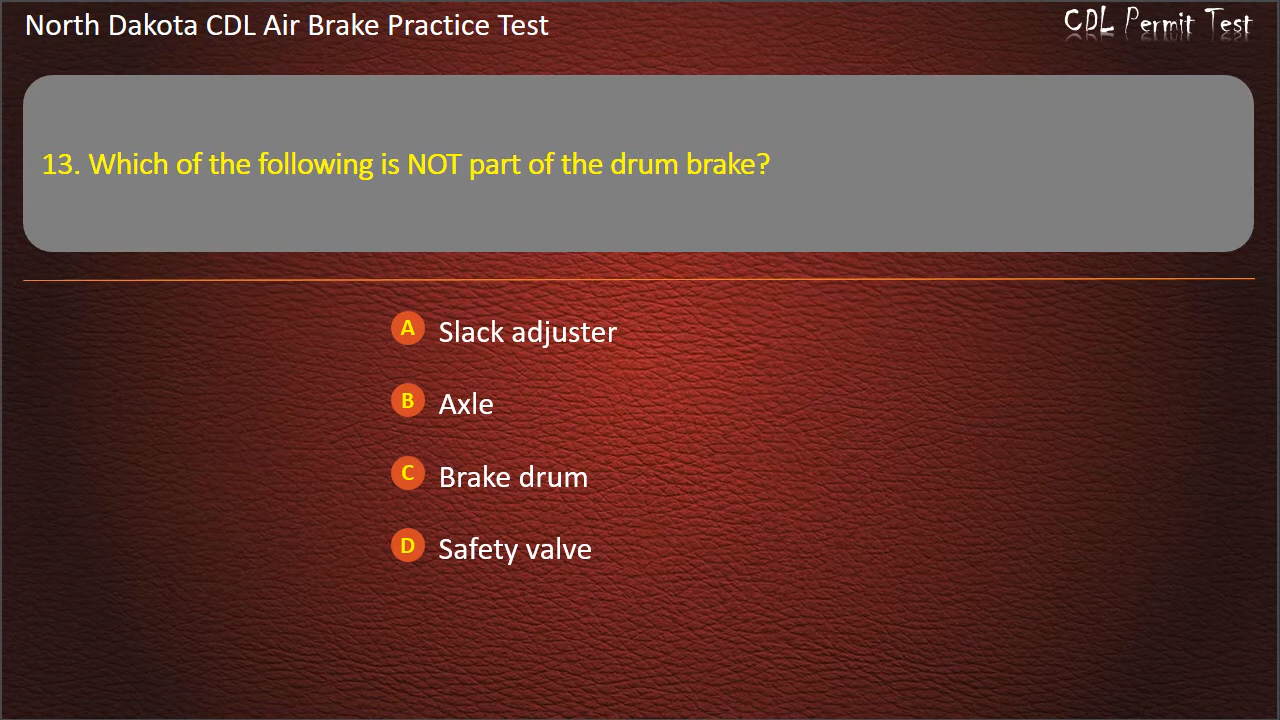 North Dakota CDL Air Brake Practice Test
CDL Permit Test
13. Which of the following is NOT part of the drum brake?
A Slack adjuster
B Axle
C Brake drum
D Safety valve